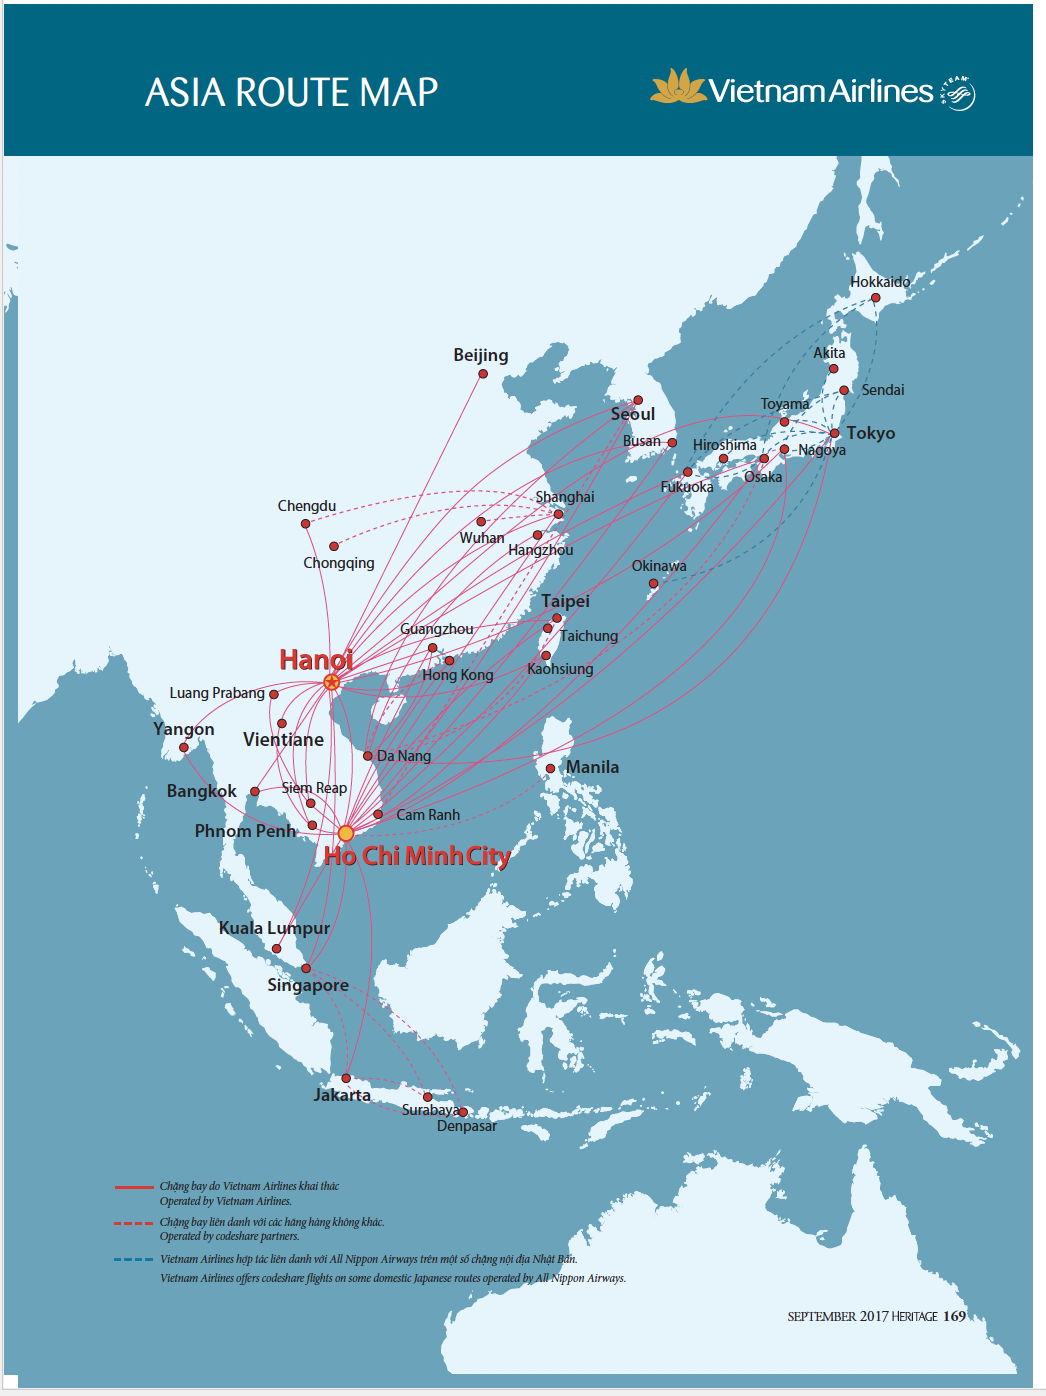 ASIA ROUTE MAP
Vietnam Airlines
SKYTEAM
Hokkaido
Akita
Beijing
Sendai
Toyama
Seoul
Tokyo
Busan
Hiroshima
Nagoya
Osaka
Fukuoka
Shanghai
Chengdu
Wuhan
Hangzhou
Chongqing
Okinawa
Taipei
Guangzhou
Taichung
Hanoi
Kaohsiung
Hong Kong
Luang Prabang
Yangon
Vientiane
Da Nang
Manila
Bangkok
Siem Reap
Cam Ranh
Phnom Penh
Ho Chi Minh City
Kuala Lumpur
Singapore
Jakarta
Surabaya
Denpasar
Chặng bay do Vietnam Airlines khai thác
Operated by Vietnam Airlines.
Chặng bay liên danh với các hãng hàng không khác.
Operated by codeshare partners.
Vietnam Airlines hợp tác liên danh với All Nippon Airways trên một số chặng nội địa Nhật Bản.
Vietnam Airlines offers codeshare flights on some domestic Japanese routes operated by All Nippon Airways.
SEPTEMBER 2017 HERITAGE 169